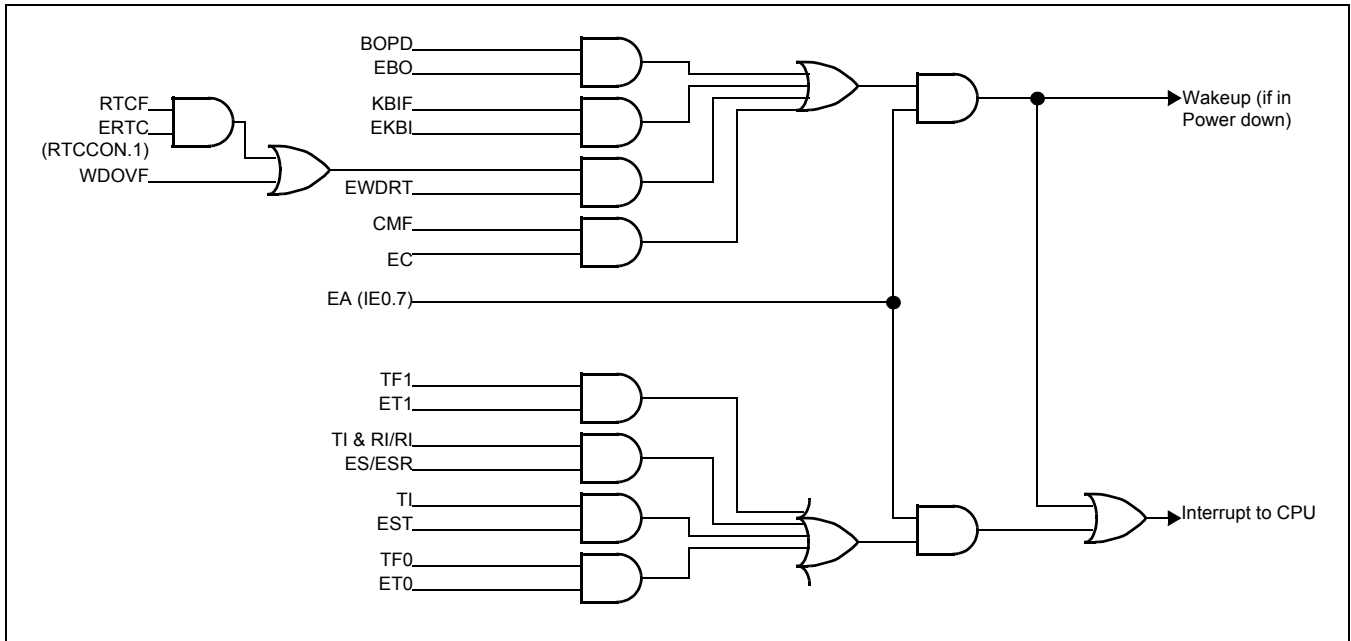 BOPD
EBO
RTCF
ERTC
(RTCCON.1)
WDOVF
KBIF
EKBI
EWDRT
CMF
EC
EA (IE0.7)
Wakeup (if in
Power down)
TF1
ET1
TI & RI/RI
ES/ESR
TI
EST
TF0
ET0
Interrupt to CPU